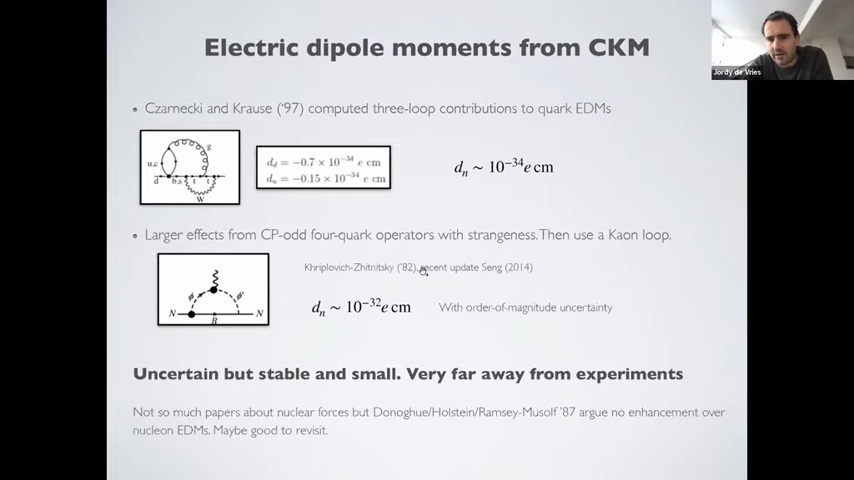 Electric dipole moments from CKM
Jordy de Vries
• Czarnecki and Krause ('97) computed three-loop contributions to quark EDMs
g
u,c
d b,s t t
W
d_d = −0.7 × 10^{−34} e cm
d_u = −0.15 × 10^{−34} e cm
d_n ~ 10^{−34} e cm
• Larger effects from CP-odd four-quark operators with strangeness. Then use a Kaon loop.
N B N
Khriplovich-Zhitnitsky ('82), recent update Seng (2014)
d_n ~ 10^{−32} e cm
With order-of-magnitude uncertainty
Uncertain but stable and small. Very far away from experiments
Not so much papers about nuclear forces but Donoghue/Holstein/Ramsey-Musolf '87 argue no enhancement over
nucleon EDMs. Maybe good to revisit.